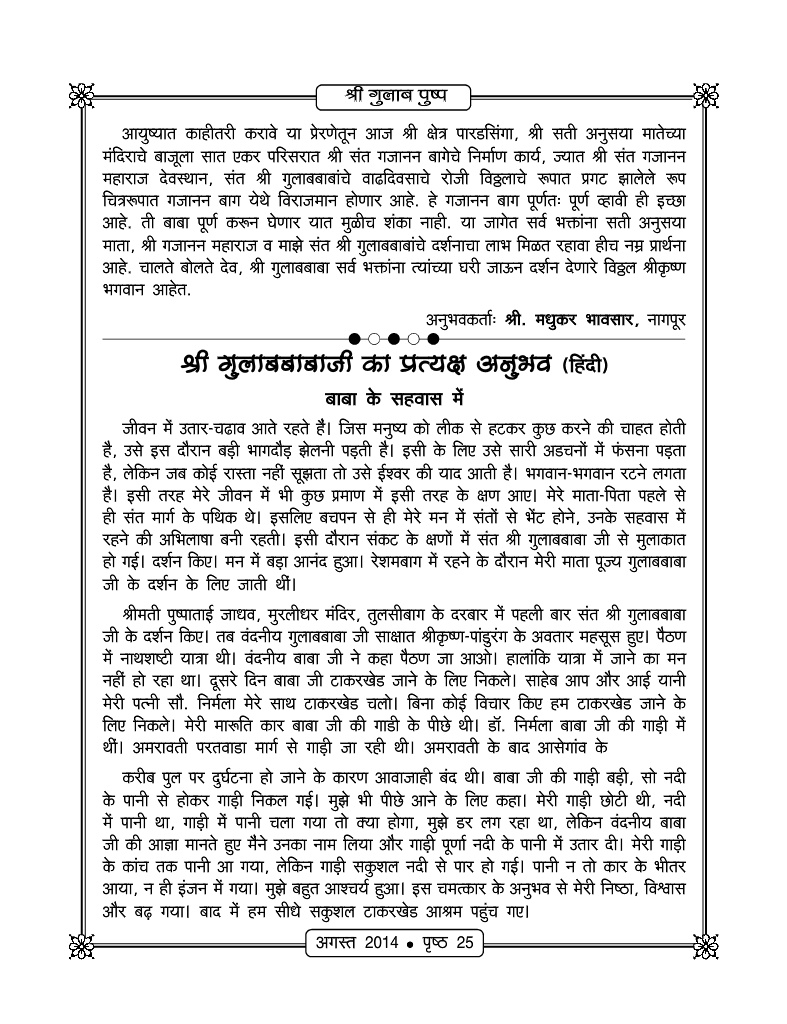 श्री गुलाब पुष्प
आयुष्यात काहीतरी करावे या प्रेरणेतून आज श्री क्षेत्र पारडसिंगा, श्री सती अनुसया मातेच्या
मंदिराचे बाजूला सात एकर परिसरात श्री संत गजानन बागेचे निर्माण कार्य, ज्यात श्री संत गजानन
महाराज देवस्थान, संत श्री गुलाबबाबांचे वाढदिवसाचे रोजी विठ्ठलाचे रूपात प्रगट झालेले रूप
चित्ररूपात गजानन बाग येथे विराजमान होणार आहे. हे गजानन बाग पूर्णतः पूर्ण व्हावी ही इच्छा
आहे. ती बाबा पूर्ण करून घेणार यात मुळीच शंका नाही. या जागेत सर्व भक्तांना सती अनुसया
माता, श्री गजानन महाराज व माझे संत श्री गुलाबबाबांचे दर्शनाचा लाभ मिळत रहावा हीच नम्र प्रार्थना
आहे. चालते बोलते देव, श्री गुलाबबाबा सर्व भक्तांना त्यांच्या घरी जाऊन दर्शन देणारे विठ्ठल श्रीकृष्ण
भगवान आहेत.
अनुभवकर्ताः श्री. मधुकर भावसार, नागपूर
श्री गुलाबबाबाजी का प्रत्यक्ष अनुभव (हिंदी)
बाबा के सहवास में
जीवन में उतार-चढाव आते रहते है। जिस मनुष्य को लीक से हटकर कुछ करने की चाहत होती
है, उसे इस दौरान बड़ी भागदौड़ झेलनी पड़ती है। इसी के लिए उसे सारी अडचनों में फंसना पड़ता
है, लेकिन जब कोई रास्ता नहीं सूझता तो उसे ईश्वर की याद आती है। भगवान-भगवान रटने लगता
है। इसी तरह मेरे जीवन में भी कुछ प्रमाण में इसी तरह के क्षण आए। मेरे माता-पिता पहले से
ही संत मार्ग के पथिक थे। इसलिए बचपन से ही मेरे मन में संतों से भेंट होने, उनके सहवास में
रहने की अभिलाषा बनी रहती। इसी दौरान संकट के क्षणों में संत श्री गुलाबबाबा जी से मुलाकात
हो गई। दर्शन किए। मन में बड़ा आनंद हुआ। रेशमबाग में रहने के दौरान मेरी माता पूज्य गुलाबबाबा
जी के दर्शन के लिए जाती थीं।
श्रीमती पुष्पाताई जाधव, मुरलीधर मंदिर, तुलसीबाग के दरबार में पहली बार संत श्री गुलाबबाबा
जी के दर्शन किए। तब वंदनीय गुलाबबाबा जी साक्षात श्रीकृष्ण-पांडुरंग के अवतार महसूस हुए। पैठण
में नाथशष्टी यात्रा थी। वंदनीय बाबा जी ने कहा पैठण जा आओ। हालांकि यात्रा में जाने का मन
नहीं हो रहा था। दूसरे दिन बाबा जी टाकरखेड जाने के लिए निकले। साहेब आप और आई यानी
मेरी पत्नी सौ. निर्मला मेरे साथ टाकरखेड चलो। बिना कोई विचार किए हम टाकरखेड जाने के
लिए निकले। मेरी मारूति कार बाबा जी की गाडी के पीछे थी। डॉ. निर्मला बाबा जी की गाड़ी में
थीं। अमरावती परतवाडा मार्ग से गाड़ी जा रही थी। अमरावती के बाद आसेगांव के
करीब पुल पर दुर्घटना हो जाने के कारण आवाजाही बंद थी। बाबा जी की गाड़ी बड़ी, सो नदी
के पानी से होकर गाड़ी निकल गई। मुझे भी पीछे आने के लिए कहा। मेरी गाड़ी छोटी थी, नदी
में पानी था, गाड़ी में पानी चला गया तो क्या होगा, मुझे डर लग रहा था, लेकिन वंदनीय बाबा
जी की आज्ञा मानते हुए मैने उनका नाम लिया और गाड़ी पूर्णा नदी के पानी में उतार दी। मेरी गाड़ी
के कांच तक पानी आ गया, लेकिन गाड़ी सकुशल नदी से पार हो गई। पानी न तो कार के भीतर
आया, न ही इंजन में गया। मुझे बहुत आश्चर्य हुआ। इस चमत्कार के अनुभव से मेरी निष्ठा, विश्वास
और बढ़ गया। बाद में हम सीधे सकुशल टाकरखेड आश्रम पहुंच गए।
अगस्त 2014 ● पृष्ठ 25